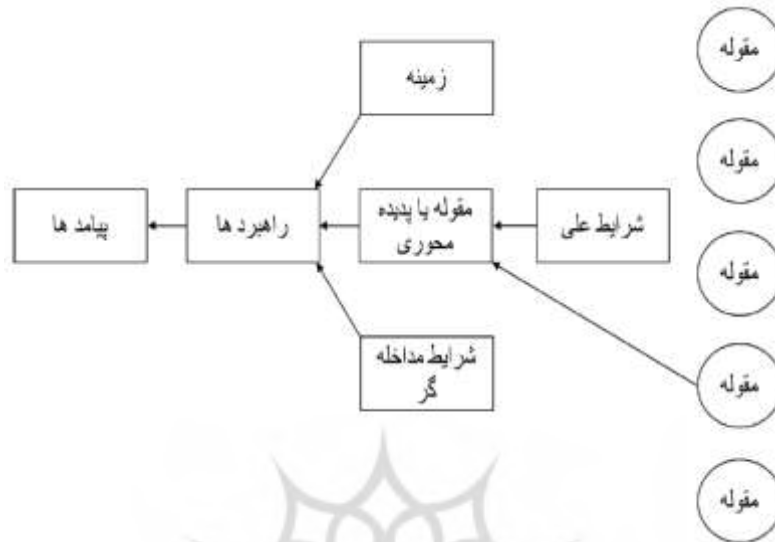 مقوله
زمینه
مقوله
شرایط علی
مقوله یا پدیده
محوری
راهبرد ها
پیامد ها
مقوله
شرایط مداخله
گر
مقوله
مقوله